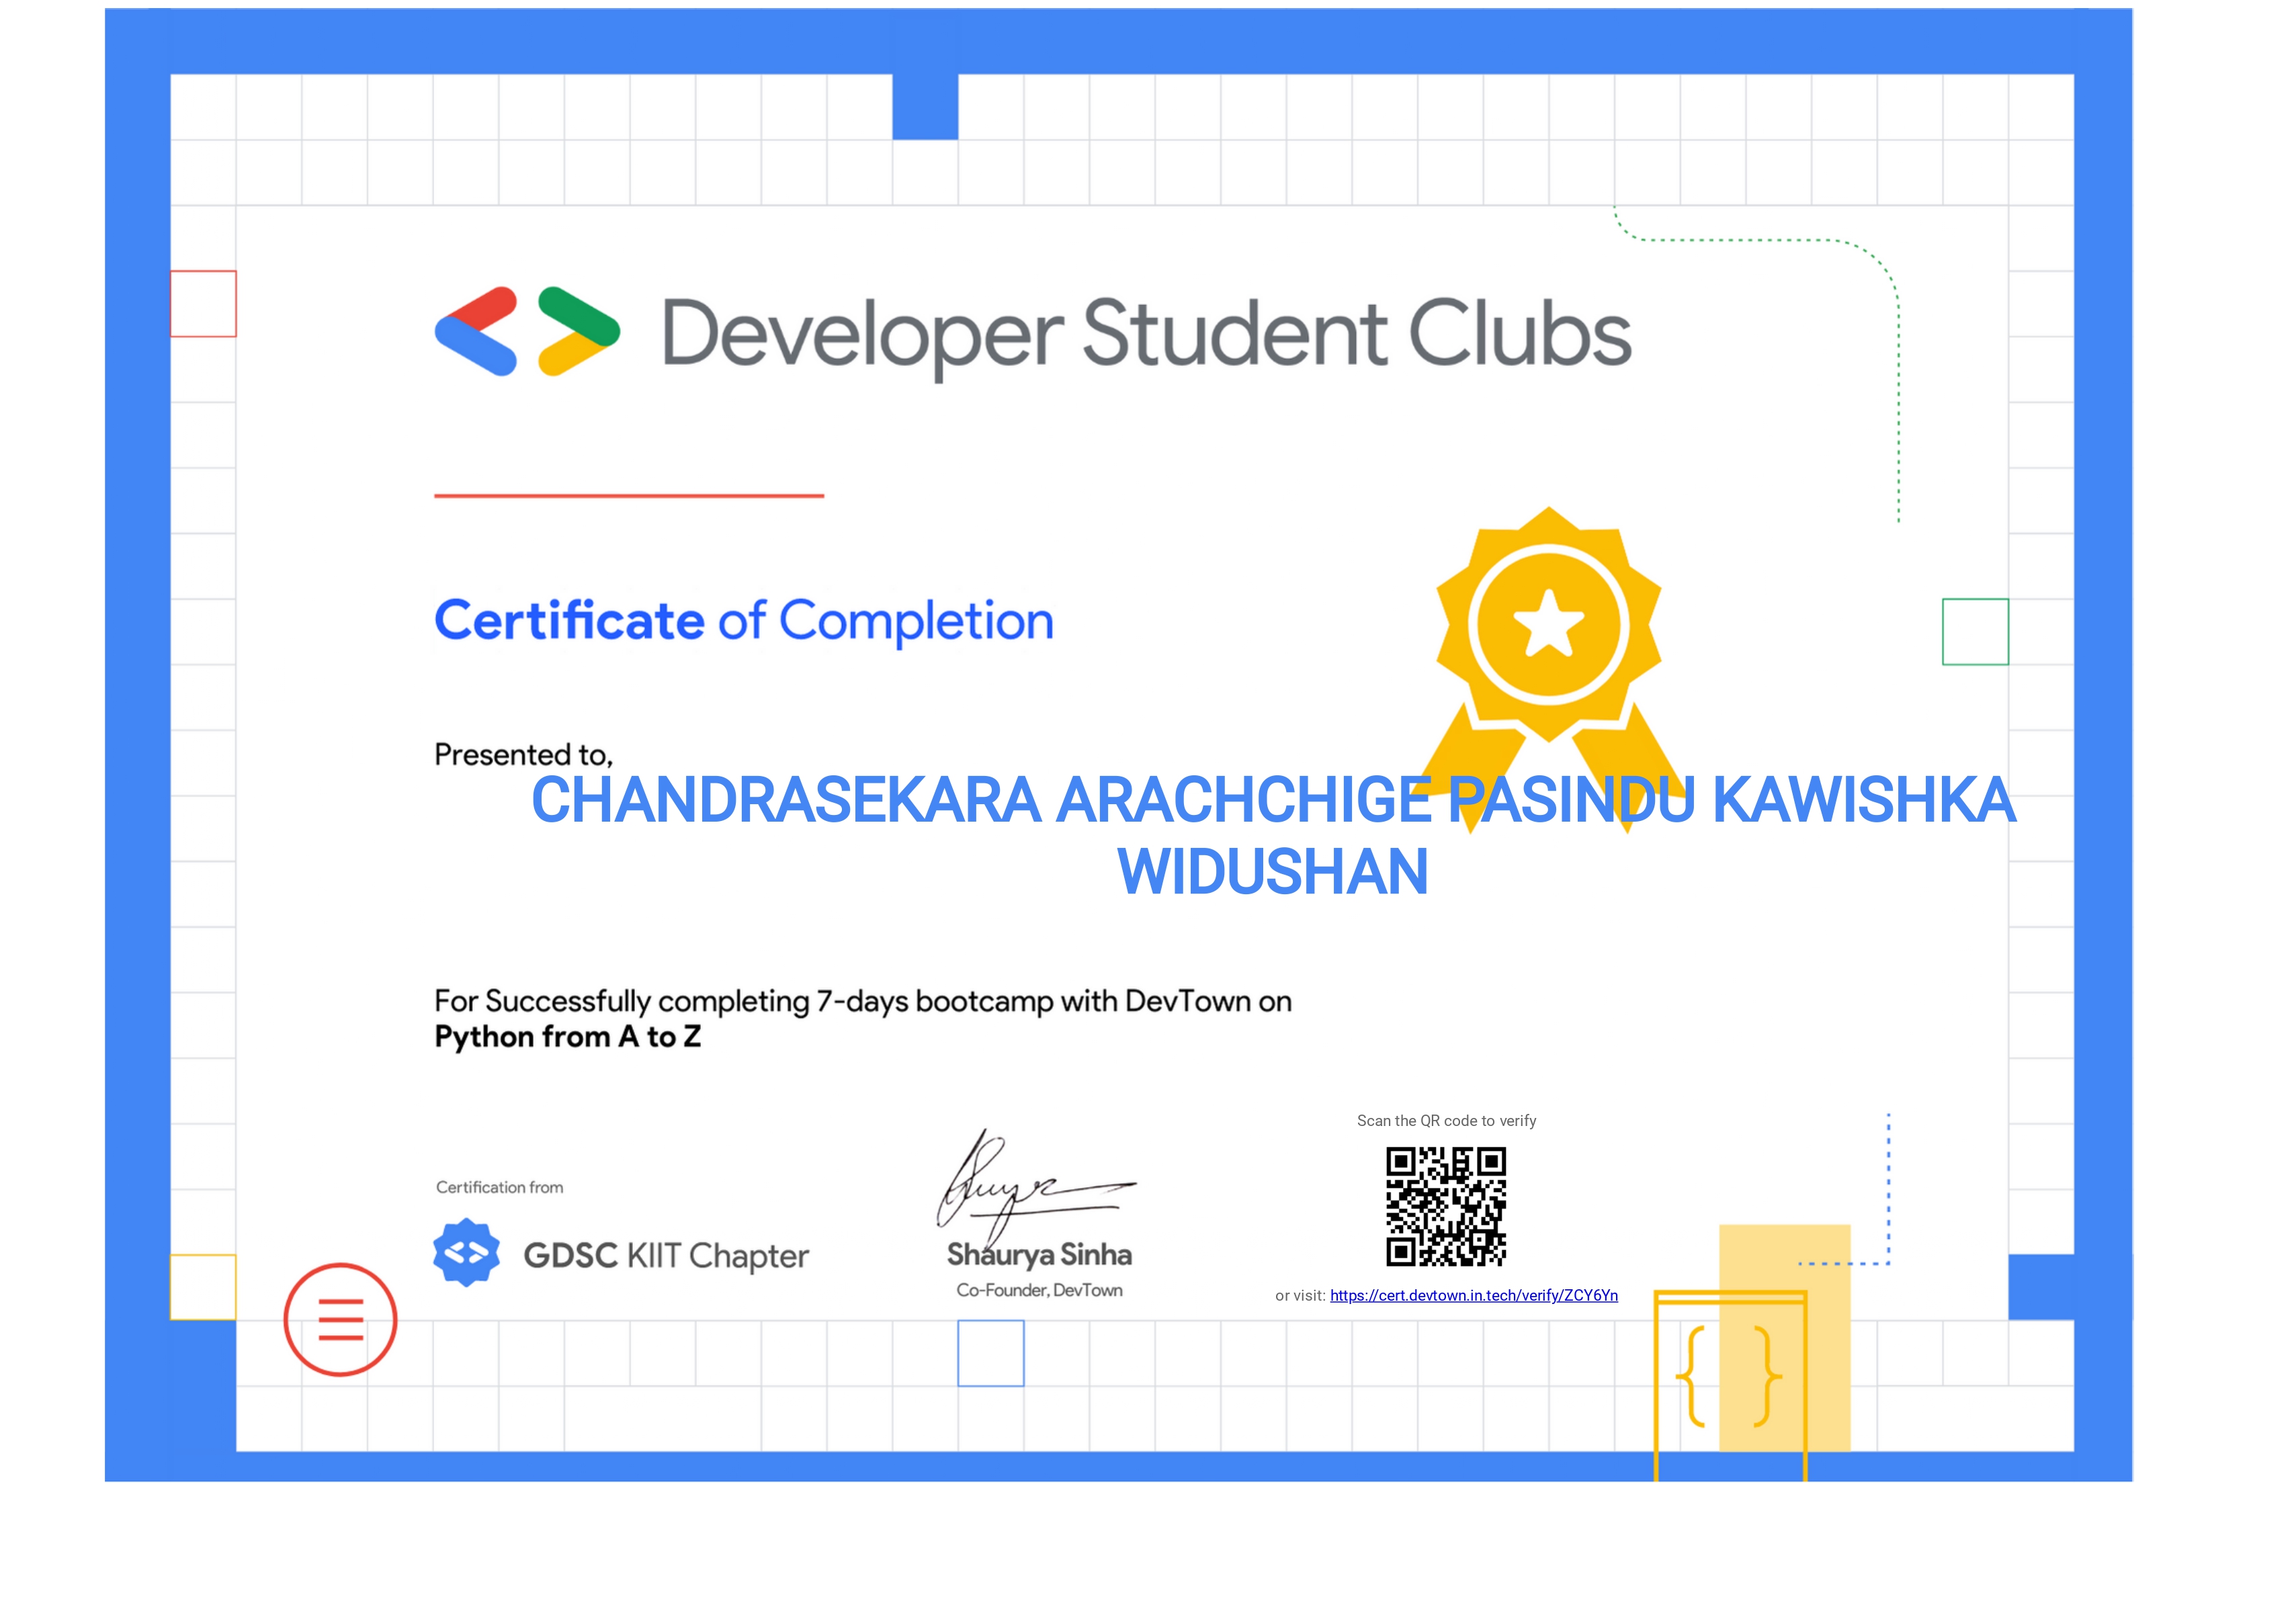 Developer Student Clubs
Certificate of Completion
Presented to,
CHANDRASEKARA ARACHCHIGE PASINDU KAWISHKA
WIDUSHAN
For Successfully completing 7-days bootcamp with DevTown on
Python from A to Z
Certification from
GDSC KIIT Chapter
Shaurya Sinha
Co-Founder, DevTown
Scan the QR code to verify
or visit: https://cert.devtown.in.tech/verify/ZCY6Yn
{ }